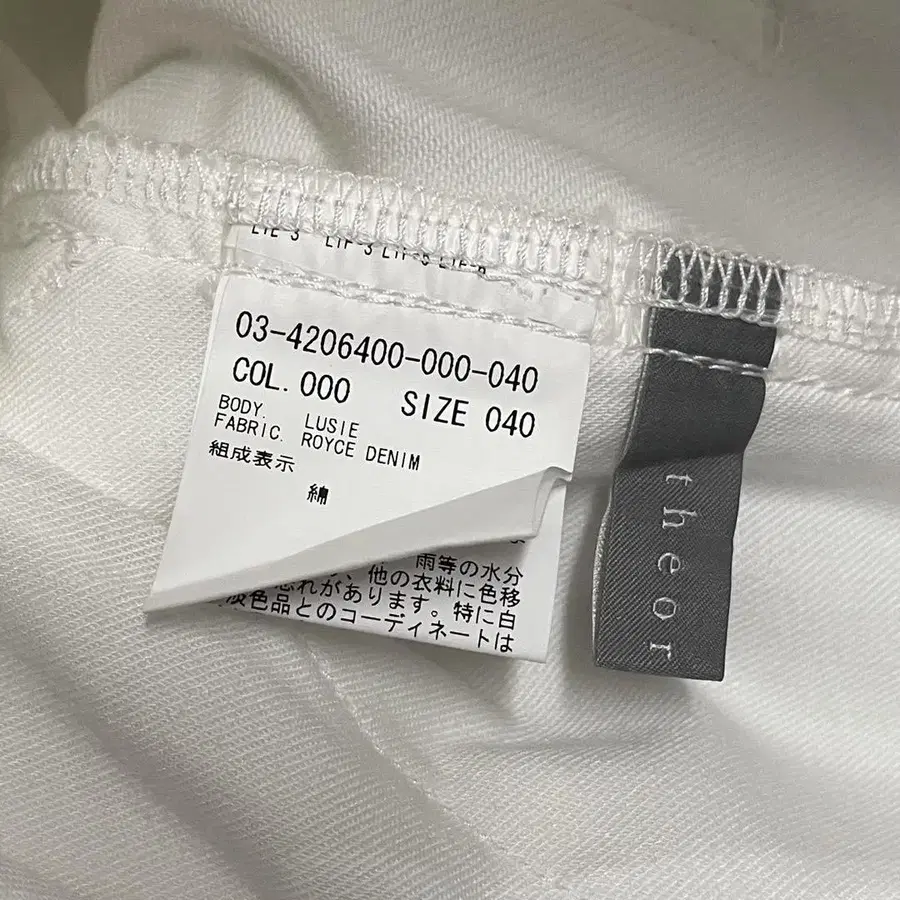 03-4206400-000-040
COL. 000 SIZE 040
BODY. LUSIE
FABRIC. ROYCE DENIM
組成表示
綿
雨等の水分
他の衣料に色移
れがあります。特に白
淡色品とのコーディネートは
theor